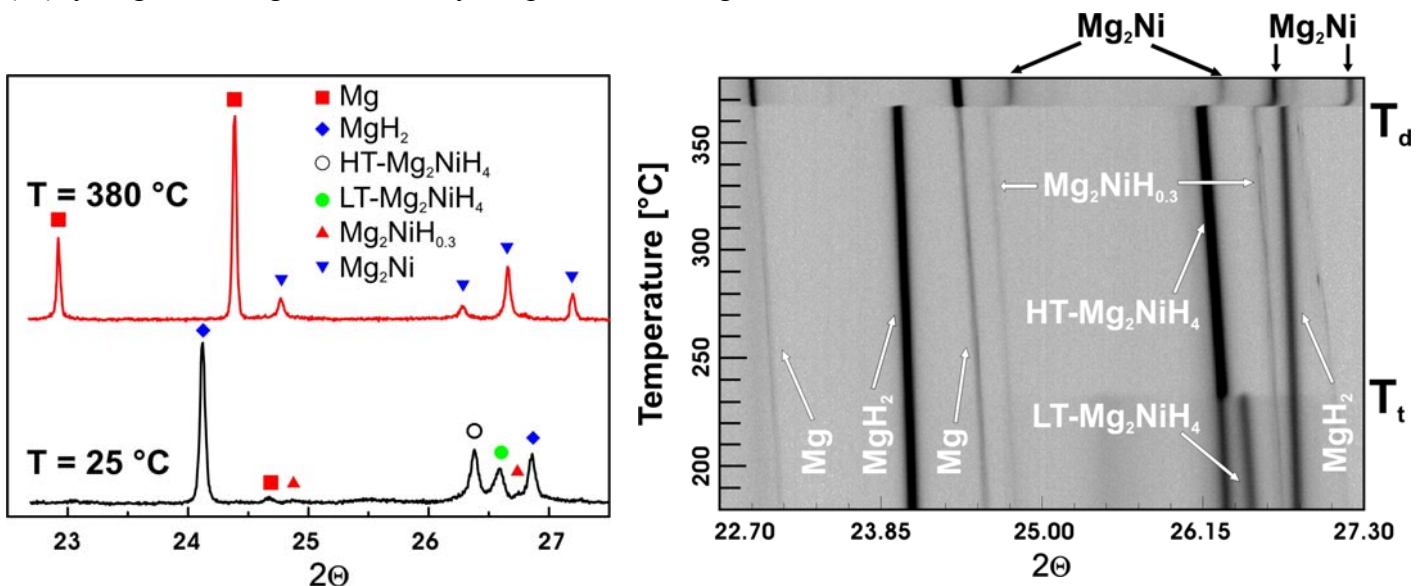 Mg
MgH₂
HT-Mg₂NiH₄
LT-Mg₂NiH₄
Mg₂NiH₀.₃
Mg₂Ni
T = 380 °C
T = 25 °C
23 24 25 26 27
2Θ
Mg₂Ni Mg₂Ni
Temperature [°C]
350
300
250
200
T_d
T_t
Mg₂NiH₀.₃
HT-Mg₂NiH₄
LT-Mg₂NiH₄
Mg
MgH₂
Mg
MgH₂
22.70 23.85 25.00 26.15 27.30
2Θ